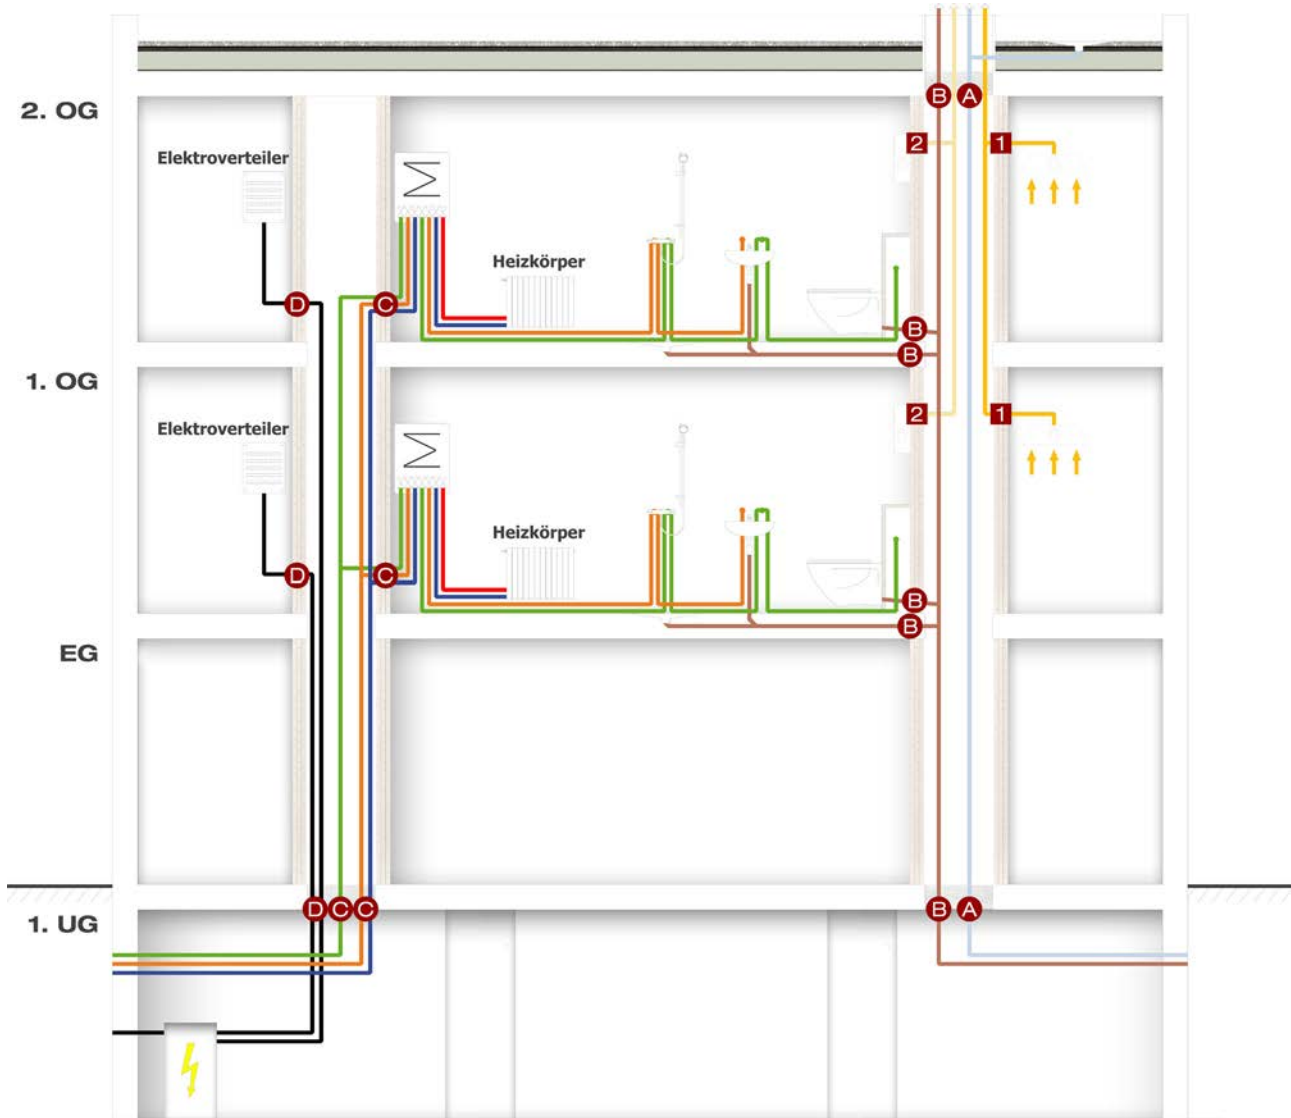 B A
2. OG
2 1
Elektroverteiler
Heizkörper
D C
B
B
1. OG
2 1
Elektroverteiler
Heizkörper
D C
B
B
EG
D C C B A
1. UG